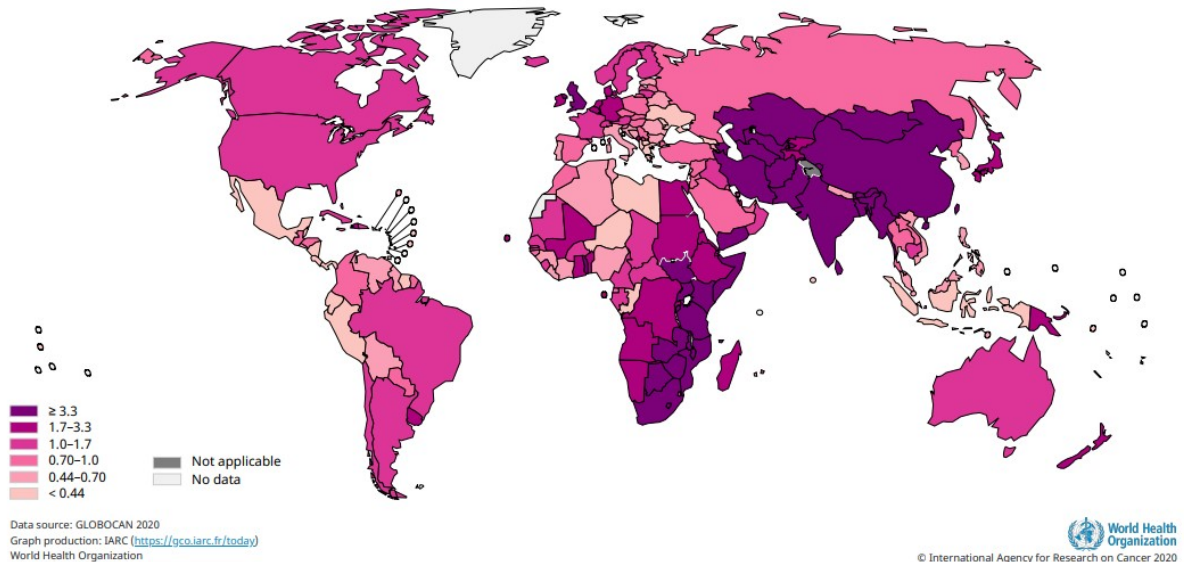 ≥ 3.3
1.7–3.3
1.0–1.7
0.70–1.0
0.44–0.70
< 0.44
Not applicable
No data
Data source: GLOBOCAN 2020
Graph production: IARC (https://gco.iarc.fr/today)
World Health Organization
World Health
Organization
© International Agency for Research on Cancer 2020